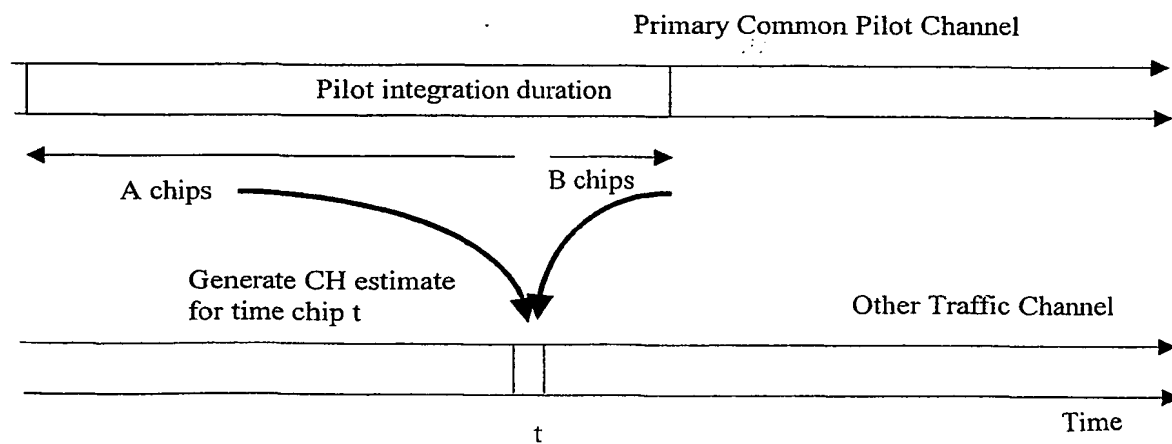 Primary Common Pilot Channel
Pilot integration duration
A chips
B chips
Generate CH estimate
for time chip t
Other Traffic Channel
Time
t